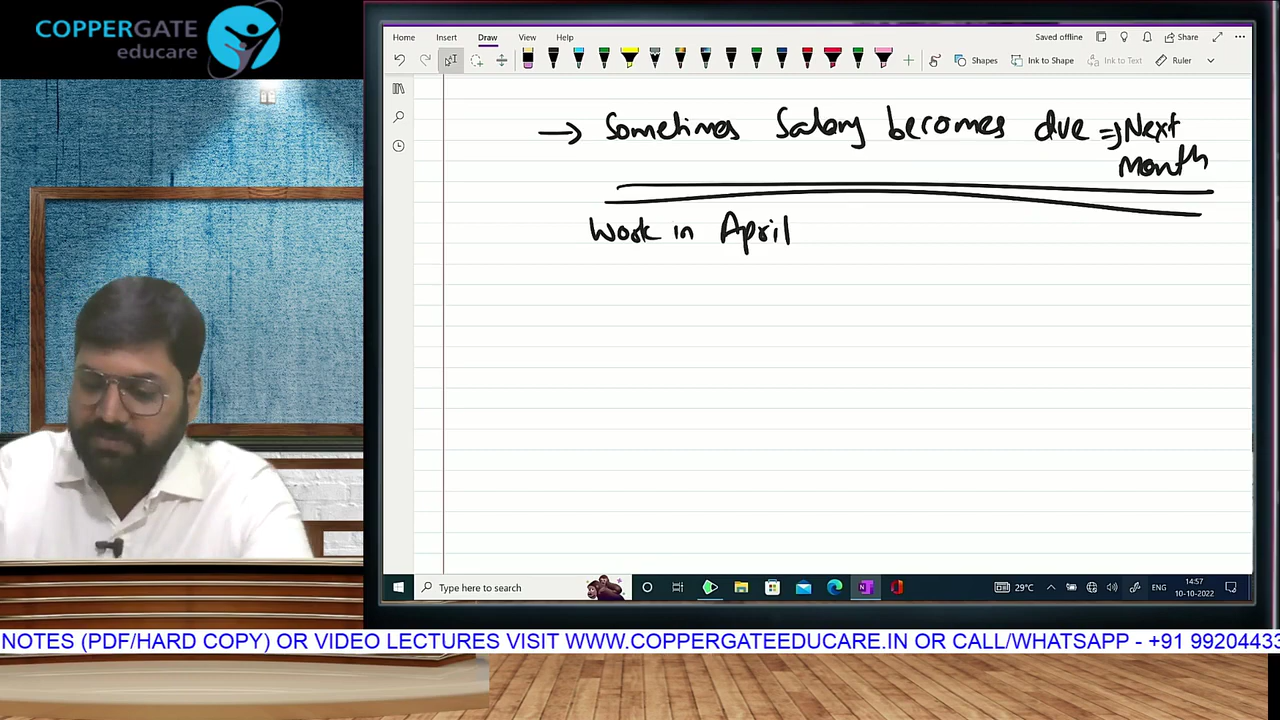 COPPERGATE
educare
Home Insert Draw View Help
Saved offline
Share
Shapes
Ink to Shape
Ink to Text
Ruler
→ Sometimes Salary becomes due ⇒ Next
Month
Work in April
Type here to search
29°C
ENG
14:57
10-10-2022
NOTES (PDF/HARD COPY) OR VIDEO LECTURES VISIT WWW.COPPERGATEEDUCARE.IN OR CALL/WHATSAPP - +91 99204433